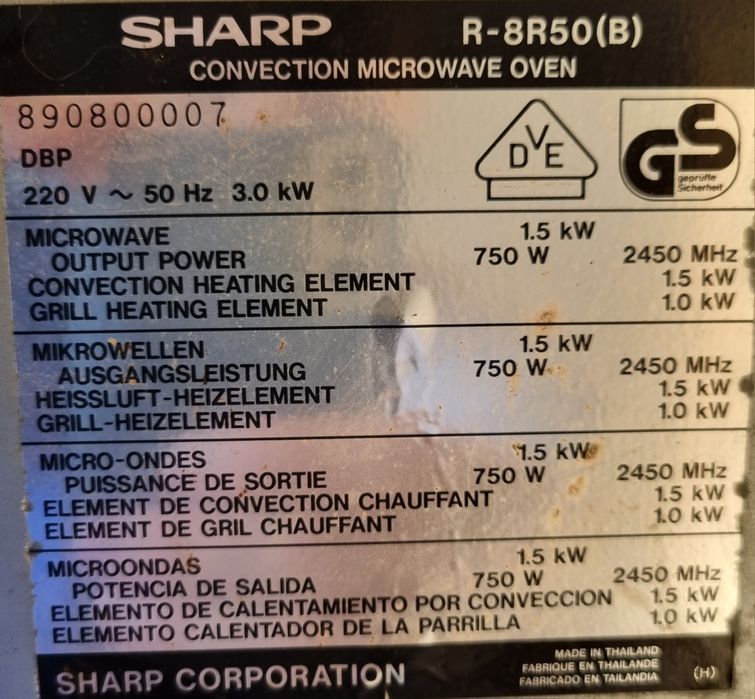 SHARP R-8R50(B)
CONVECTION MICROWAVE OVEN
890800007
DBP
220 V ~ 50 Hz 3.0 kW
DVE
GS
geprüfte
Sicherheit
MICROWAVE 1.5 kW
OUTPUT POWER 750 W 2450 MHz
CONVECTION HEATING ELEMENT 1.5 kW
GRILL HEATING ELEMENT 1.0 kW
MIKROWELLEN 1.5 kW
AUSGANGSLEISTUNG 750 W 2450 MHz
HEISSLUFT-HEIZELEMENT 1.5 kW
GRILL-HEIZELEMENT 1.0 kW
MICRO-ONDES 1.5 kW
PUISSANCE DE SORTIE 750 W 2450 MHz
ELEMENT DE CONVECTION CHAUFFANT 1.5 kW
ELEMENT DE GRIL CHAUFFANT 1.0 kW
MICROONDAS 1.5 kW
POTENCIA DE SALIDA 750 W 2450 MHz
ELEMENTO DE CALENTAMIENTO POR CONVECCION 1.5 kW
ELEMENTO CALENTADOR DE LA PARRILLA 1.0 kW
SHARP CORPORATION
MADE IN THAILAND
FABRIQUE EN THAILANDE
FABRICADO EN TAILANDIA
(H)